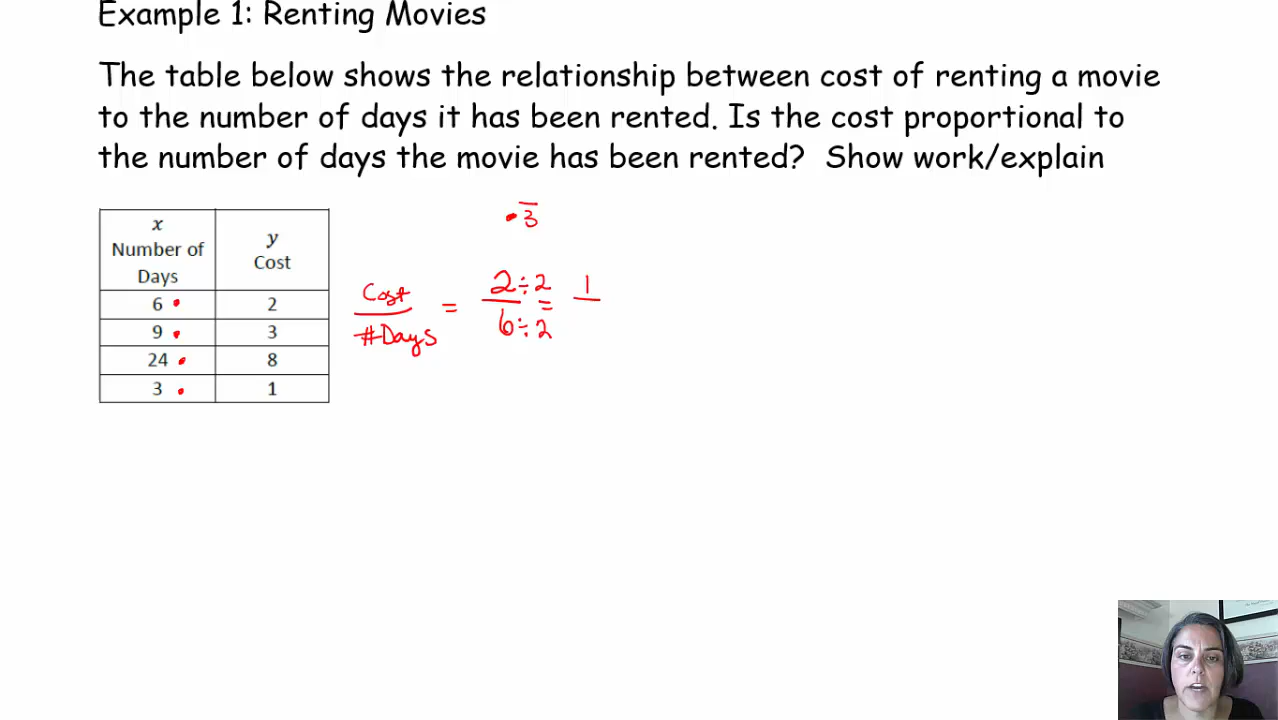 Example 1: Renting Movies
The table below shows the relationship between cost of renting a movie
to the number of days it has been rented. Is the cost proportional to
the number of days the movie has been rented? Show work/explain
x Number of Days y Cost
6 2
9 3
24 8
3 1
.3̅
Cost / #Days = 2÷2 / 6÷2 = 1